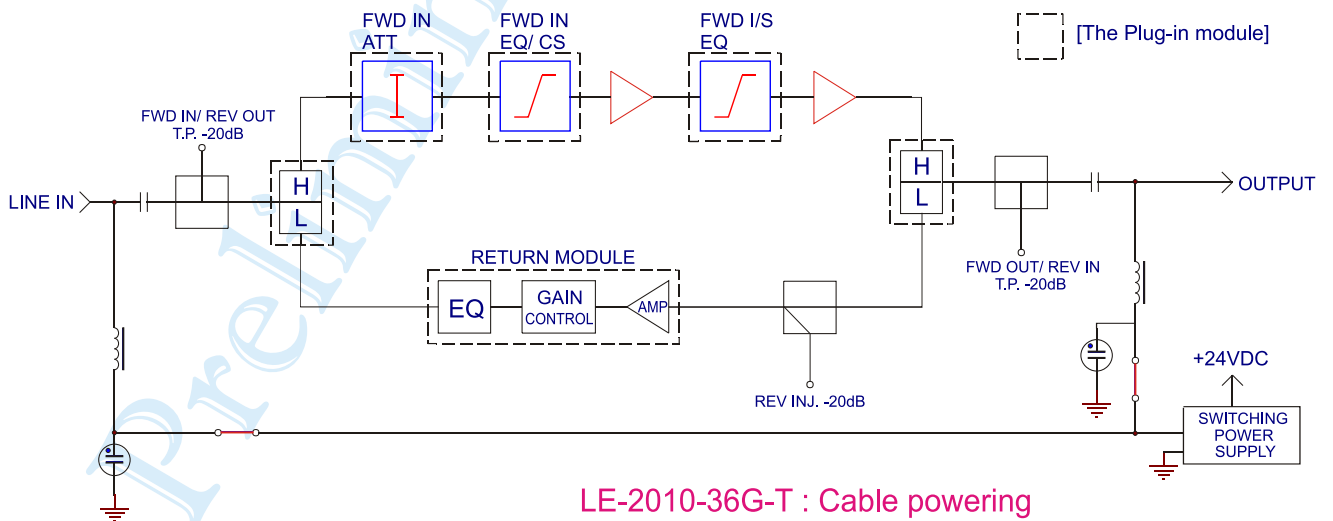 FWD IN
ATT
FWD IN
EQ/ CS
FWD I/S
EQ
[The Plug-in module]
FWD IN/ REV OUT
T.P. -20dB
LINE IN
H
L
H
L
OUTPUT
RETURN MODULE
EQ
GAIN
CONTROL
AMP
FWD OUT/ REV IN
T.P. -20dB
REV INJ. -20dB
+24VDC
SWITCHING
POWER
SUPPLY
LE-2010-36G-T : Cable powering
Prelimi